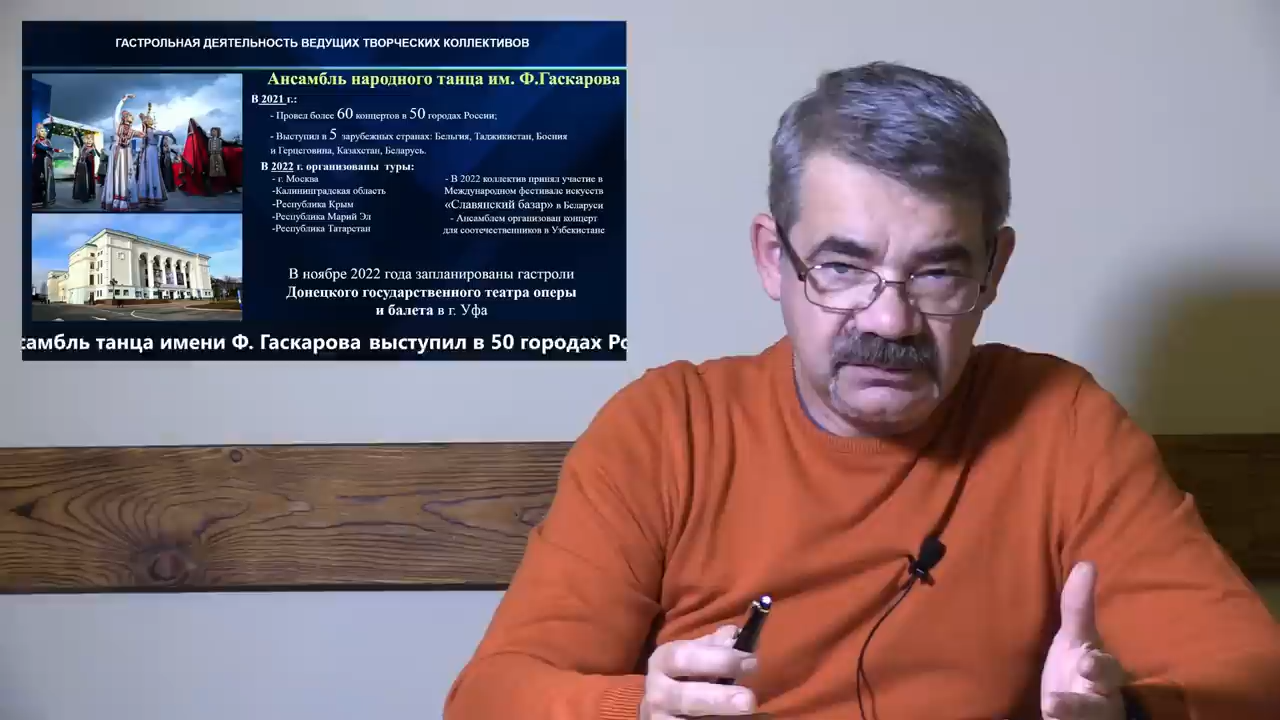 ГАСТРОЛЬНАЯ ДЕЯТЕЛЬНОСТЬ ВЕДУЩИХ ТВОРЧЕСКИХ КОЛЛЕКТИВОВ
Ансамбль народного танца им. Ф.Гаскарова
В 2021 г.:
- Провел более 60 концертов в 50 городах России;
- Выступил в 5 зарубежных странах: Бельгия, Таджикистан, Босния
и Герцеговина, Казахстан, Беларусь.
В 2022 г. организованы туры:
- г. Москва
-Калининградская область
-Республика Крым
-Республика Марий Эл
-Республика Татарстан
- В 2022 коллектив принял участие в
Международном фестивале искусств
«Славянский базар» в Беларуси
- Ансамблем организован концерт
для соотечественников в Узбекистане
В ноябре 2022 года запланированы гастроли
Донецкого государственного театра оперы
и балета в г. Уфа
самбль танца имени Ф. Гаскарова выступил в 50 городах Ро